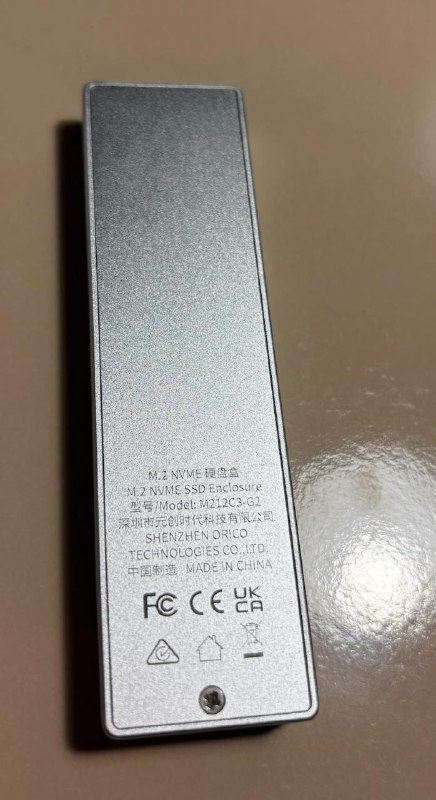 M.2 NVME 硬盘盒
M.2 NVME SSD Enclosure
型号/Model: M212C3-G2
深圳市元创时代科技有限公司
SHENZHEN ORICO
TECHNOLOGIES CO.,LTD.
中国制造 MADE IN CHINA
FC CE UK
CA